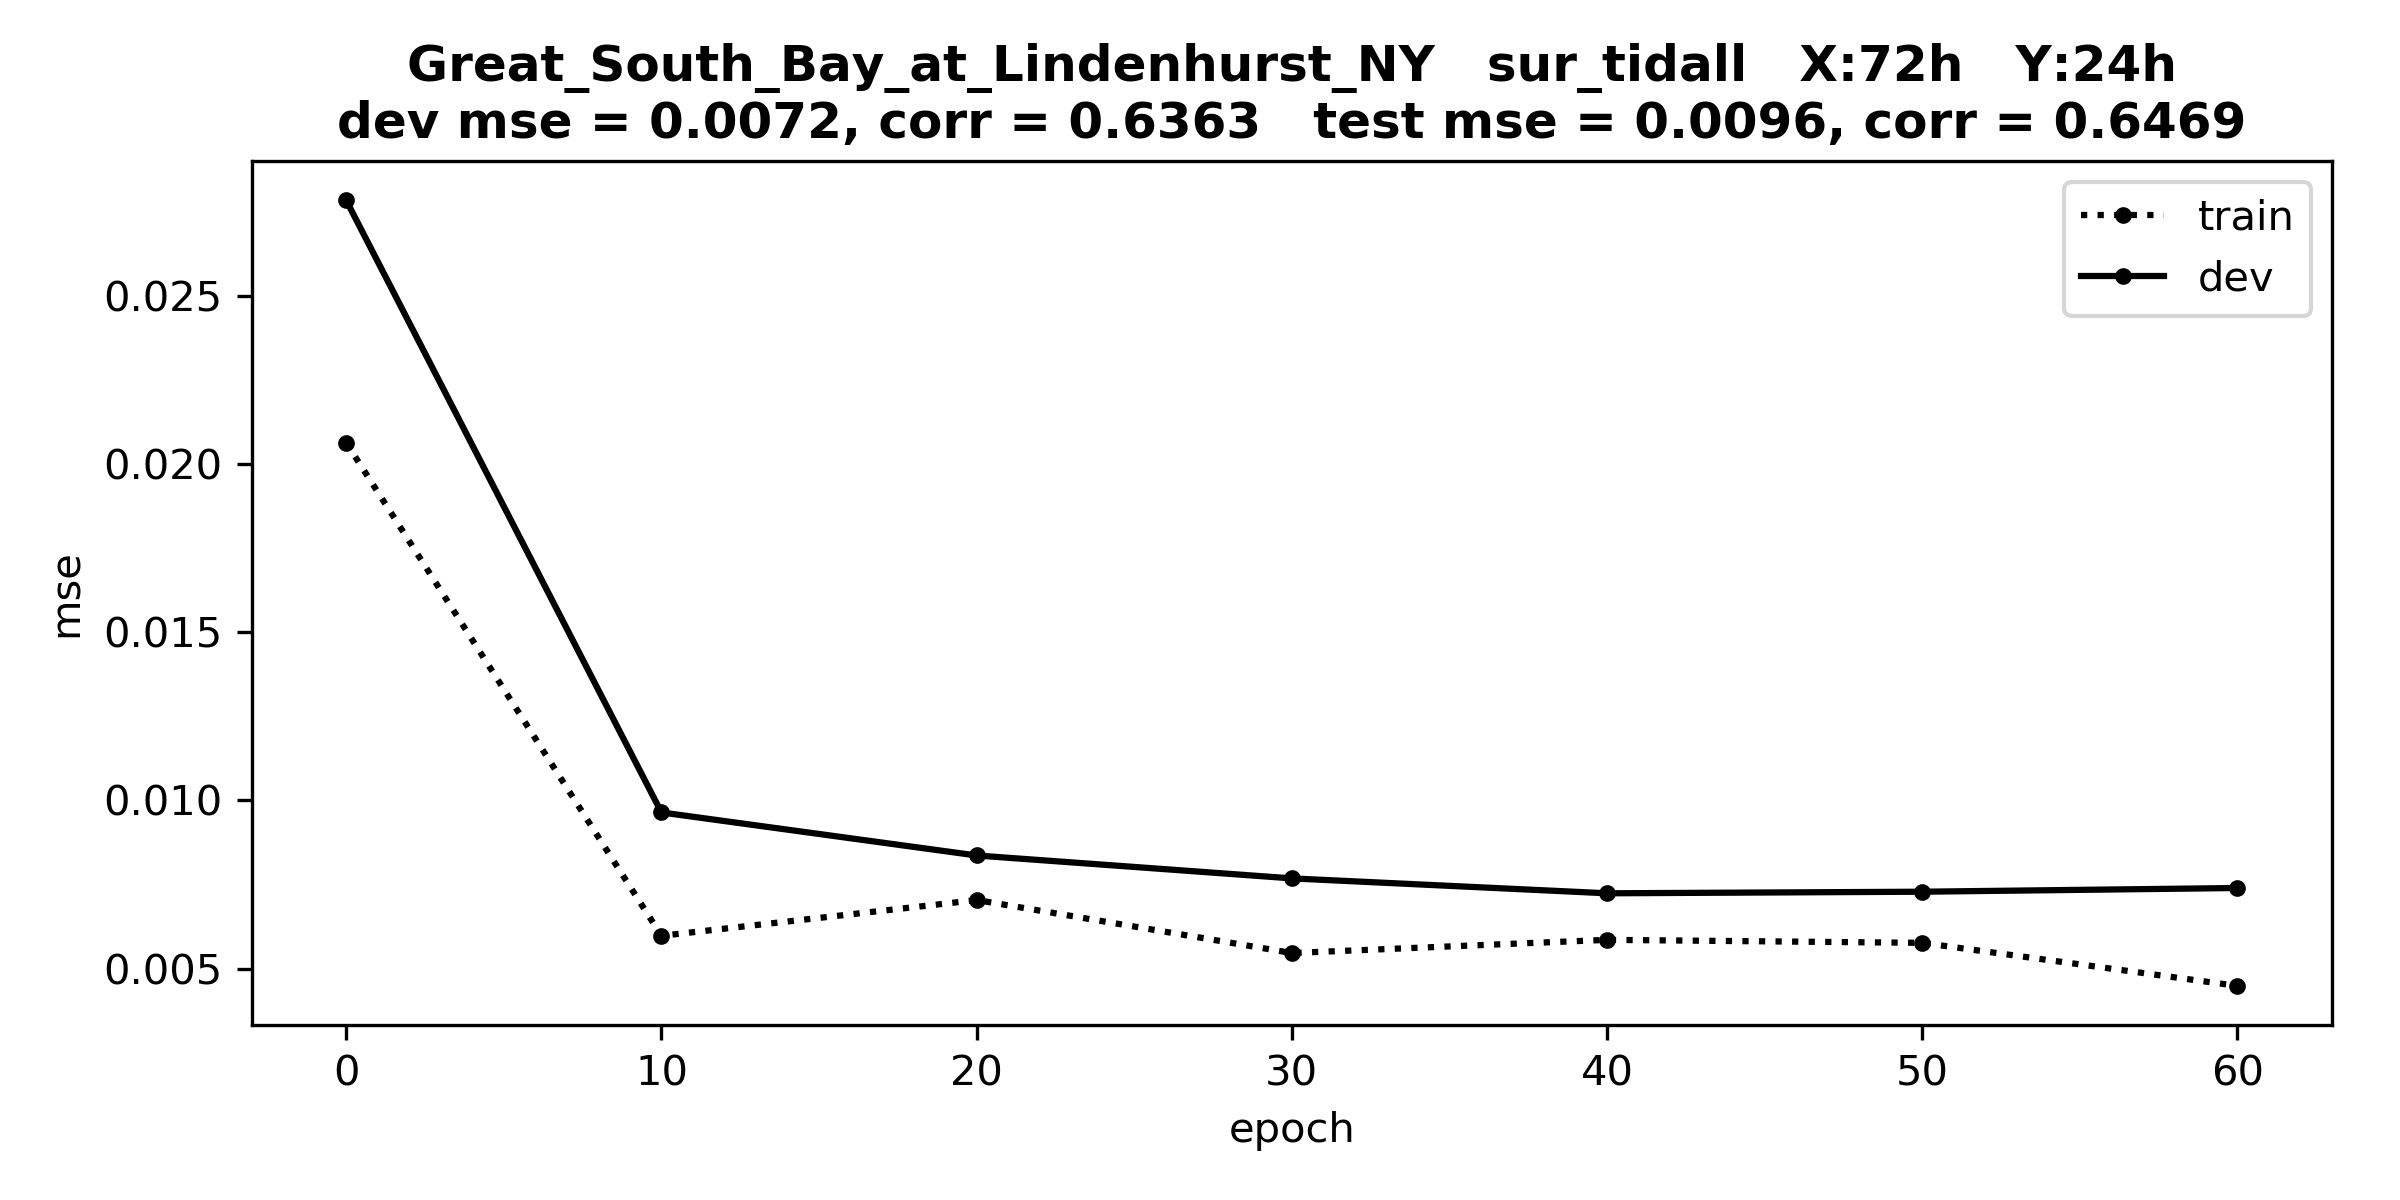 Great_South_Bay_at_Lindenhurst_NY   sur_tidall   X:72h   Y:24h
dev mse = 0.0072, corr = 0.6363   test mse = 0.0096, corr = 0.6469
train
dev
0.025
0.020
0.015
0.010
0.005
mse
0 10 20 30 40 50 60
epoch